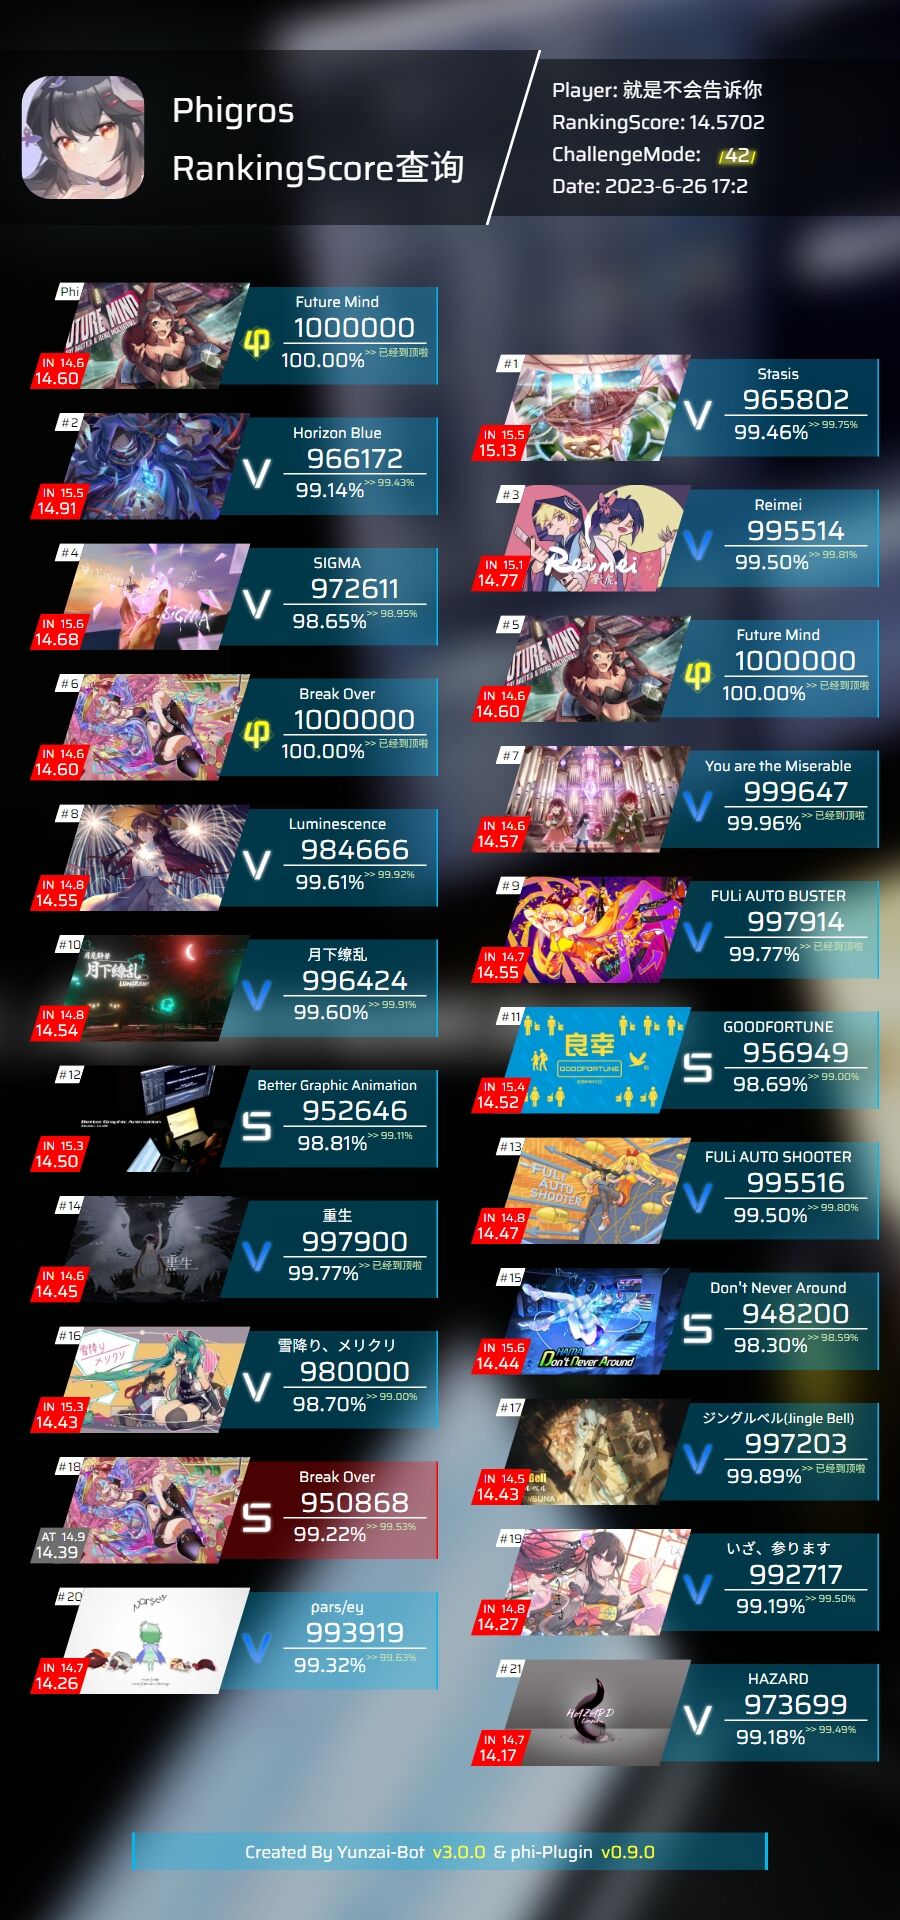 Phigros
RankingScore查询
Player: 就是不会告诉你
RankingScore: 14.5702
ChallengeMode: /42/
Date: 2023-6-26 17:2
Phi
Future Mind
1000000
100.00% >> 已经到顶啦
IN 14.6
14.60
#1
Stasis
965802
99.46% >> 99.75%
IN 15.5
15.13
#2
Horizon Blue
966172
99.14% >> 99.43%
IN 15.5
14.91
#3
Reimei
995514
99.50% >> 99.81%
IN 15.1
14.77
#4
SIGMA
972611
98.65% >> 98.95%
IN 15.6
14.68
#5
Future Mind
1000000
100.00% >> 已经到顶啦
IN 14.6
14.60
#6
Break Over
1000000
100.00% >> 已经到顶啦
IN 14.6
14.60
#7
You are the Miserable
999647
99.96% >> 已经到顶啦
IN 14.6
14.57
#8
Luminescence
984666
99.61% >> 99.92%
IN 14.8
14.55
#9
FULi AUTO BUSTER
997914
99.77% >> 已经到顶啦
IN 14.7
14.55
#10
月下缭乱
996424
99.60% >> 99.91%
IN 14.8
14.54
#11
良幸
GOODFORTUNE
GOODFORTUNE
956949
98.69% >> 99.00%
IN 15.4
14.52
#12
Better Graphic Animation
Better Graphic Animation
952646
98.81% >> 99.11%
IN 15.3
14.50
#13
FULi AUTO SHOOTER
FULi AUTO SHOOTER
995516
99.50% >> 99.80%
IN 14.8
14.47
#14
重生
997900
99.77% >> 已经到顶啦
IN 14.6
14.45
#15
Don't Never Around
Don't Never Around
948200
98.30% >> 98.59%
IN 15.6
14.44
#16
雪降り、メリクリ
980000
98.70% >> 99.00%
IN 15.3
14.43
#17
ジングルベル(Jingle Bell)
997203
99.89% >> 已经到顶啦
IN 14.5
14.43
#18
Break Over
950868
99.22% >> 99.53%
AT 14.9
14.39
#19
いざ、参ります
992717
99.19% >> 99.50%
IN 14.8
14.27
#20
ρars/ey
993919
99.32% >> 99.63%
IN 14.7
14.26
#21
HAZARD
HAZARD
973699
99.18% >> 99.49%
IN 14.7
14.17
Created By Yunzai-Bot v3.0.0 & phi-Plugin v0.9.0